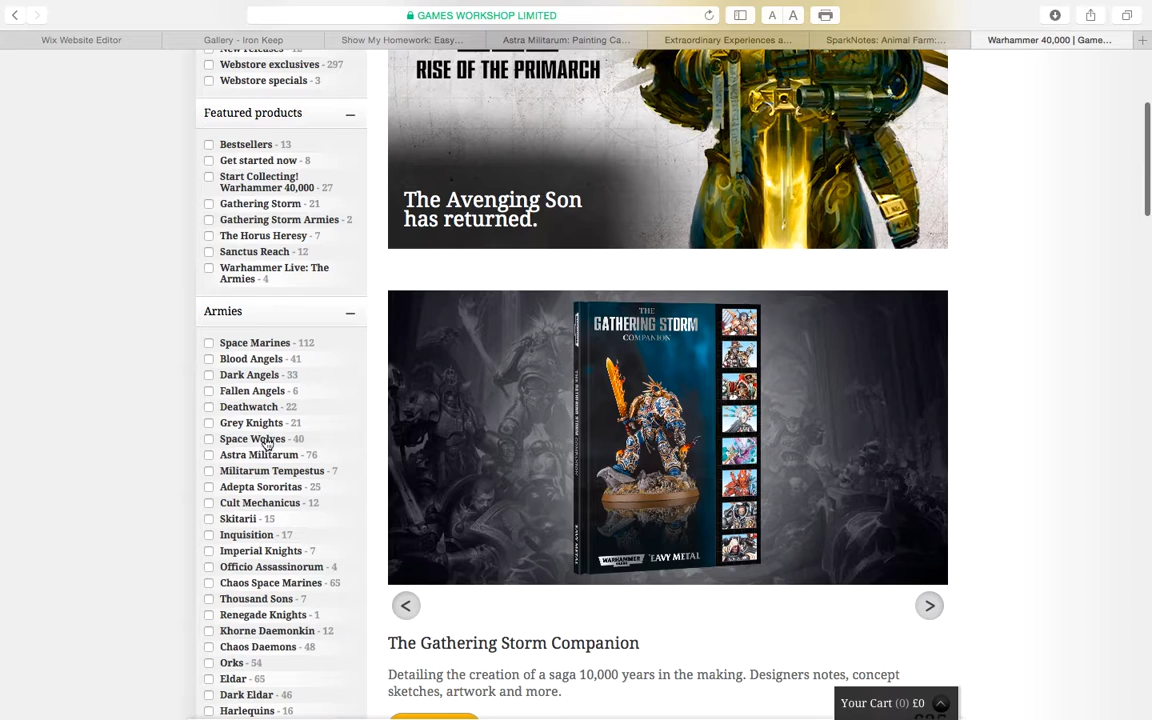 GAMES WORKSHOP LIMITED
A A
Wix Website Editor
Gallery - Iron Keep
Show My Homework: Easy...
Astra Militarum: Painting Ca...
Extraordinary Experiences a...
SparkNotes: Animal Farm:...
Warhammer 40,000 | Game...
New releases - 12
Webstore exclusives - 297
Webstore specials - 3
Featured products
Bestsellers - 13
Get started now - 8
Start Collecting!
Warhammer 40,000 - 27
Gathering Storm - 21
Gathering Storm Armies - 2
The Horus Heresy - 7
Sanctus Reach - 12
Warhammer Live: The
Armies - 4
Armies
Space Marines - 112
Blood Angels - 41
Dark Angels - 33
Fallen Angels - 6
Deathwatch - 22
Grey Knights - 21
Space Wolves - 40
Astra Militarum - 76
Militarum Tempestus - 7
Adepta Sororitas - 25
Cult Mechanicus - 12
Skitarii - 15
Inquisition - 17
Imperial Knights - 7
Officio Assassinorum - 4
Chaos Space Marines - 65
Thousand Sons - 7
Renegade Knights - 1
Khorne Daemonkin - 12
Chaos Daemons - 48
Orks - 54
Eldar - 65
Dark Eldar - 46
Harlequins - 16
RISE OF THE PRIMARCH
The Avenging Son
has returned.
THE
GATHERING STORM
COMPANION
WARHAMMER
'EAVY METAL
The Gathering Storm Companion
Detailing the creation of a saga 10,000 years in the making. Designers notes, concept
sketches, artwork and more.
Your Cart (0) £0